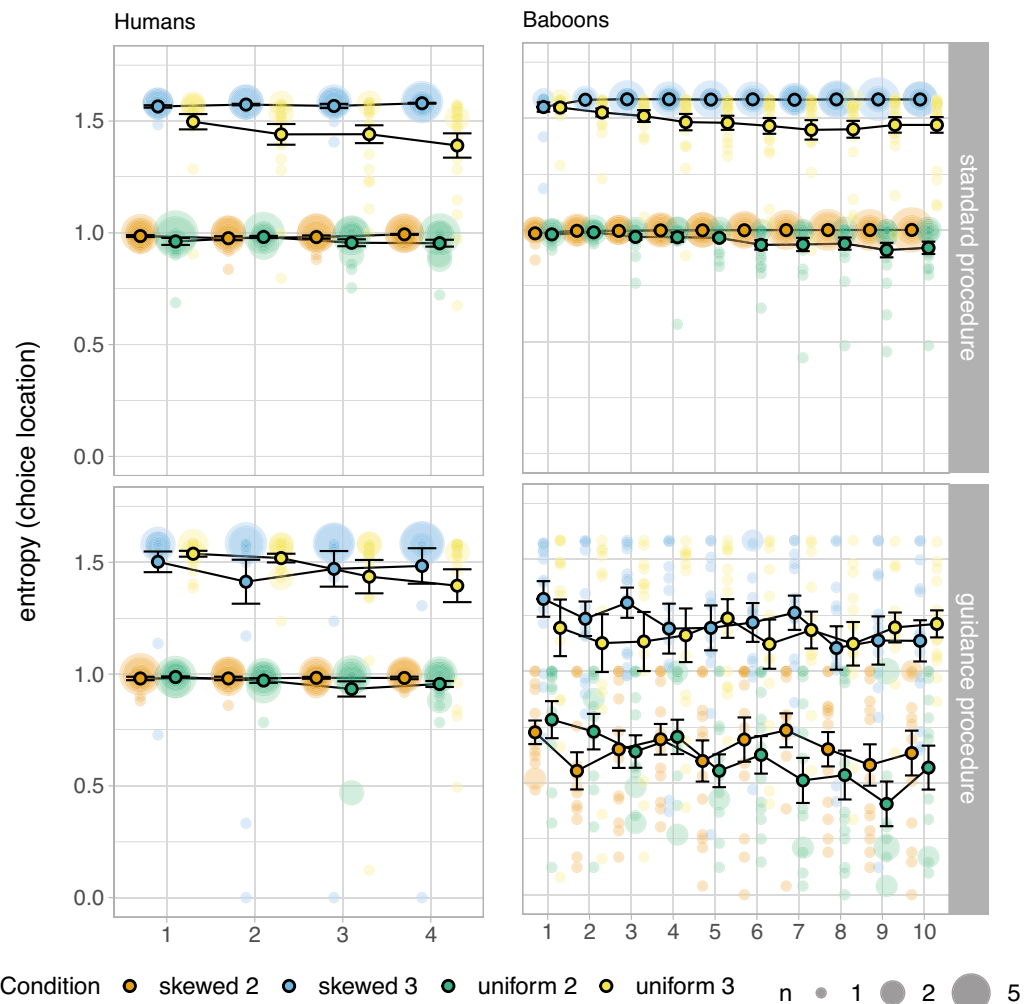 Humans
Baboons
entropy (choice location)
1.5
1.0
0.5
0.0
standard procedure
1.5
1.0
0.5
0.0
guidance procedure
1 2 3 4
1 2 3 4 5 6 7 8 9 10
Condition skewed 2 skewed 3 uniform 2 uniform 3 n 1 2 5